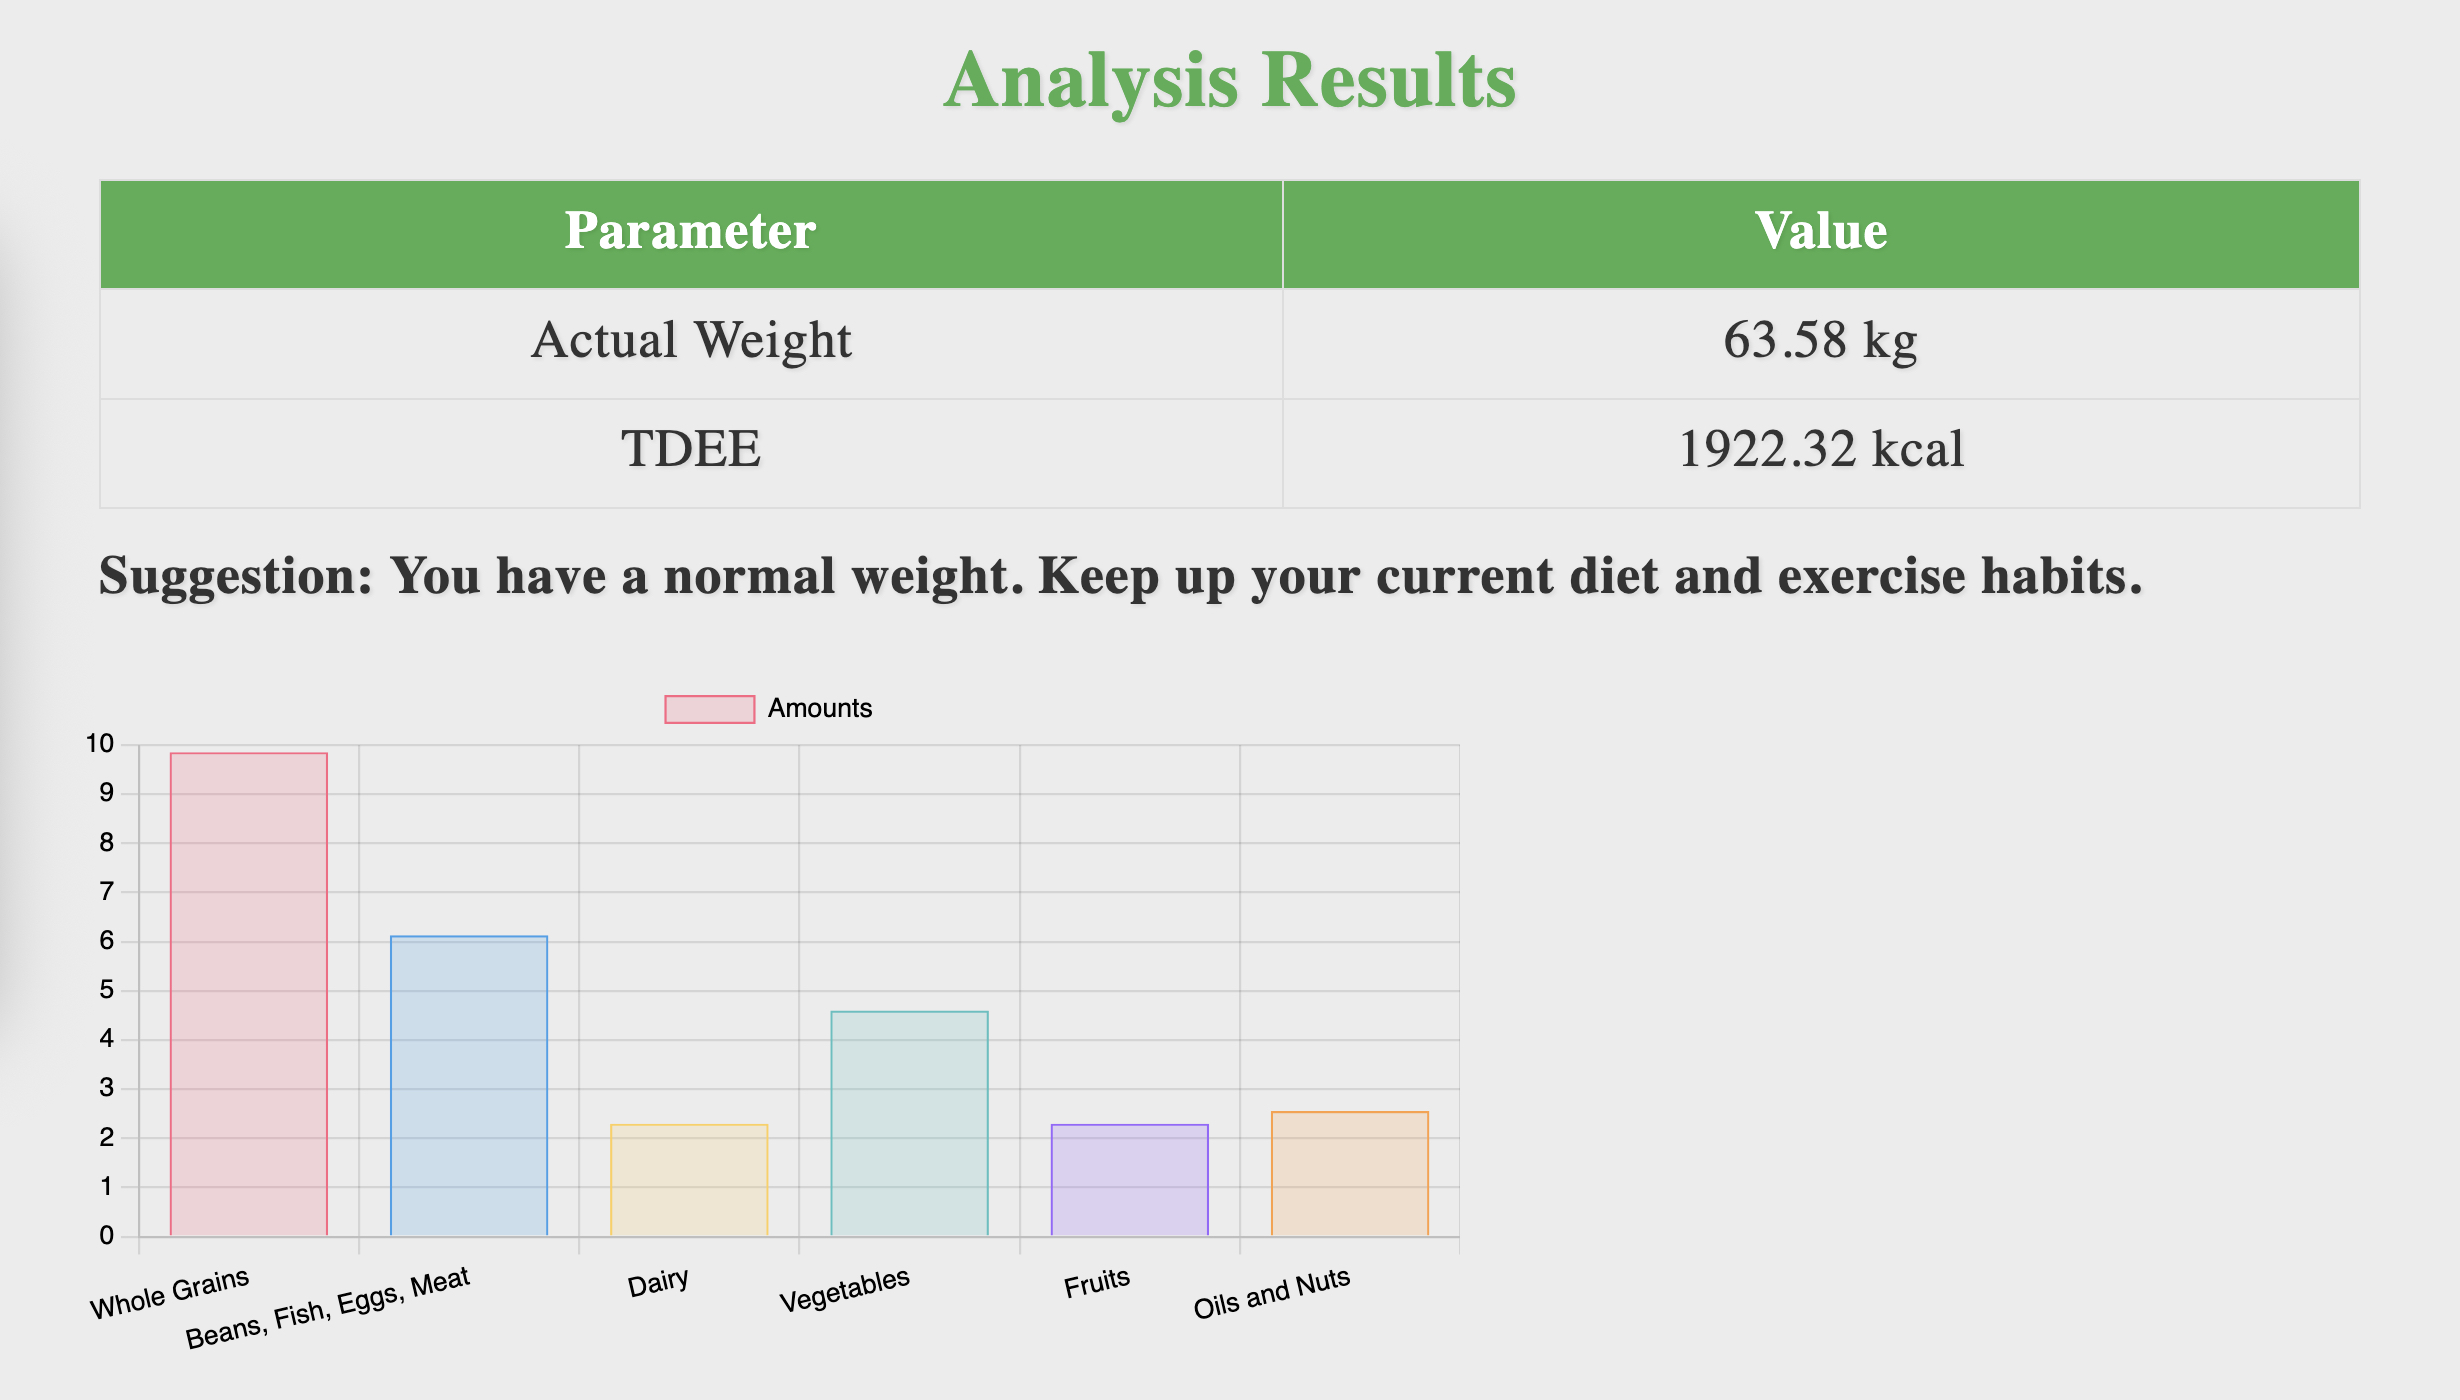 Analysis Results
Parameter Value
Actual Weight 63.58 kg
TDEE 1922.32 kcal
Suggestion: You have a normal weight. Keep up your current diet and exercise habits.
Amounts
10
9
8
7
6
5
4
3
2
1
0
Whole Grains
Beans, Fish, Eggs, Meat
Dairy
Vegetables
Fruits
Oils and Nuts